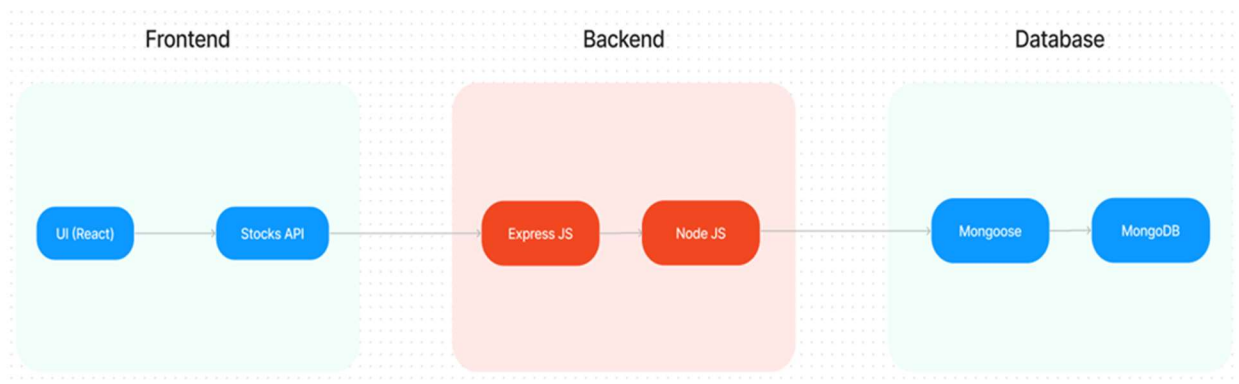 Frontend
Backend
Database
UI (React)
Stocks API
Express JS
Node JS
Mongoose
MongoDB